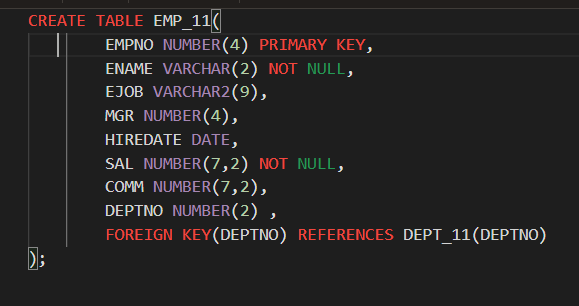 CREATE TABLE EMP_11(
EMPNO NUMBER(4) PRIMARY KEY,
ENAME VARCHAR(2) NOT NULL,
EJOB VARCHAR2(9),
MGR NUMBER(4),
HIREDATE DATE,
SAL NUMBER(7,2) NOT NULL,
COMM NUMBER(7,2),
DEPTNO NUMBER(2) ,
FOREIGN KEY(DEPTNO) REFERENCES DEPT_11(DEPTNO)
);